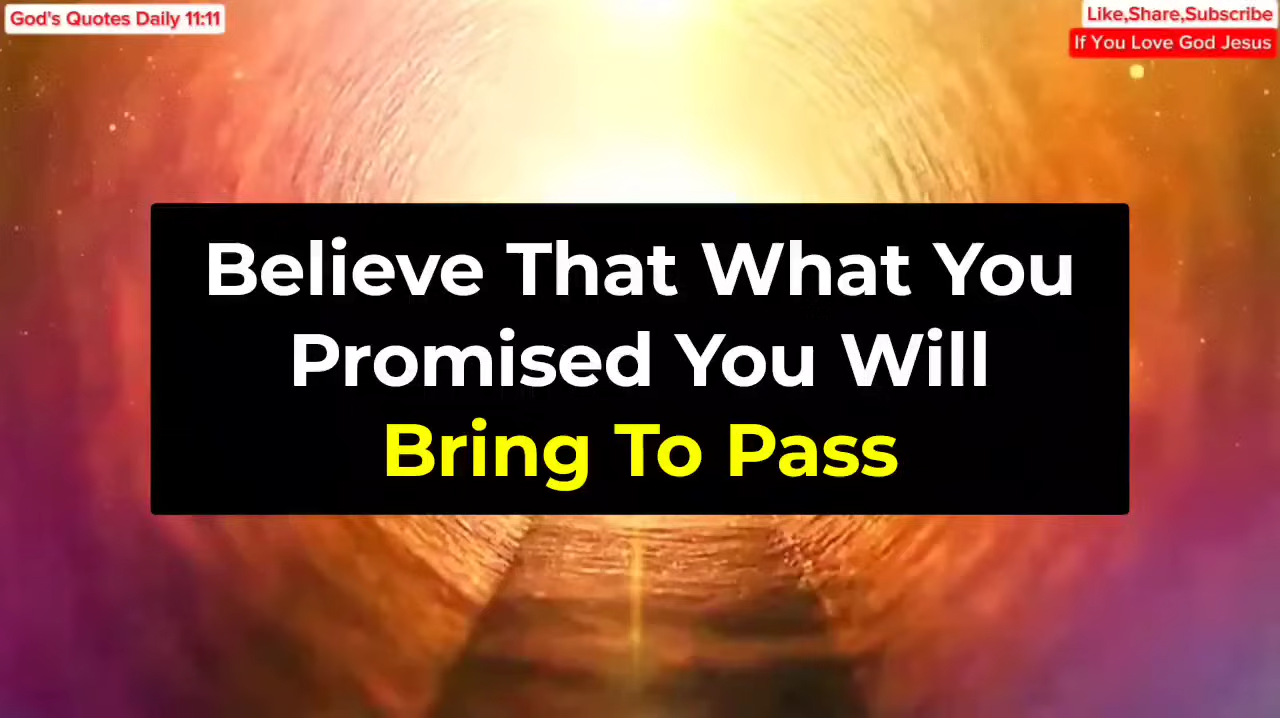 God's Quotes Daily 11:11
Like,Share,Subscribe
If You Love God Jesus
Believe That What You
Promised You Will
Bring To Pass